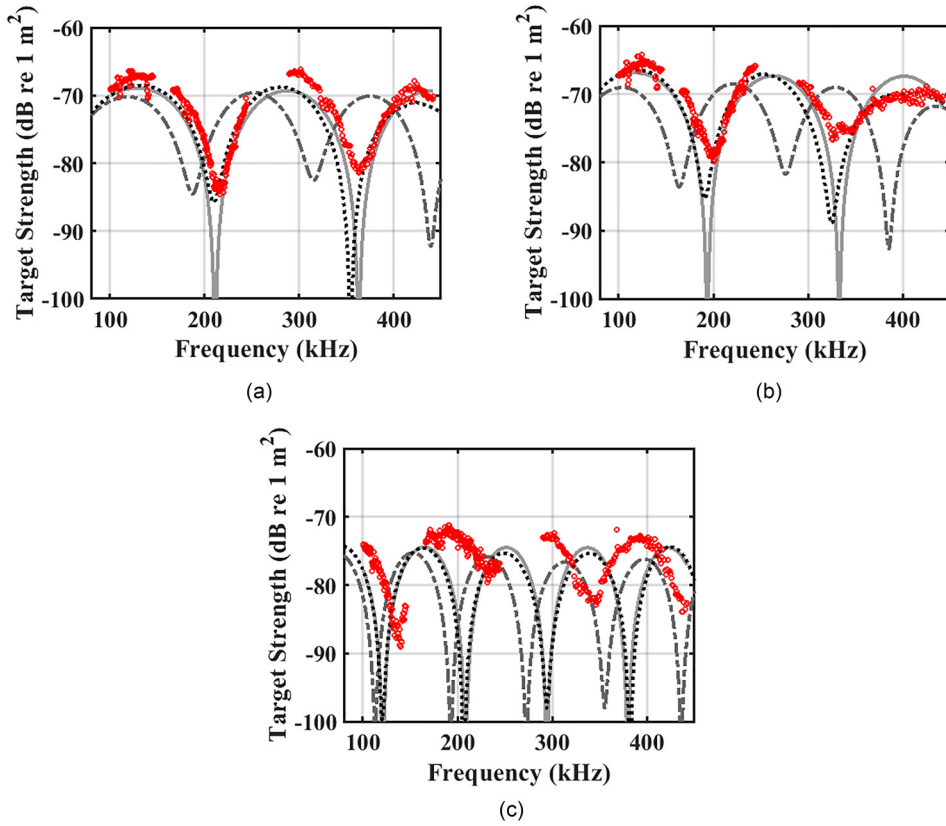 -60
-70
-80
-90
-100
100 200 300 400
Target Strength (dB re 1 m²)
Frequency (kHz)
(a)
-60
-70
-80
-90
-100
100 200 300 400
Target Strength (dB re 1 m²)
Frequency (kHz)
(b)
-60
-70
-80
-90
-100
100 200 300 400
Target Strength (dB re 1 m²)
Frequency (kHz)
(c)